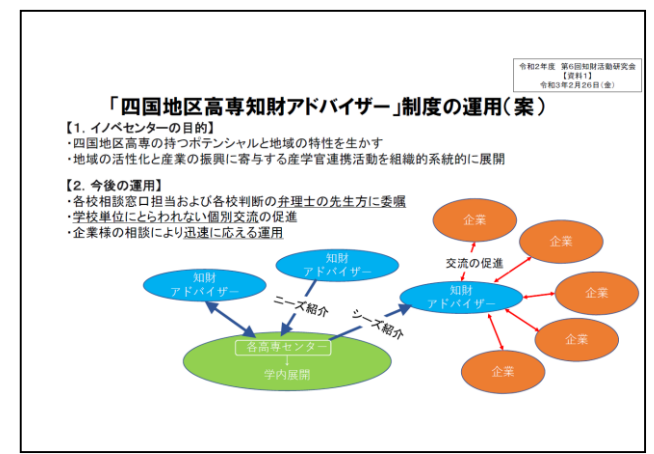 令和2年度 第6回知財活動研究会
【資料1】
令和3年2月26日(金)
「四国地区高専知財アドバイザー」制度の運用(案)
【1．イノベセンターの目的】
・四国地区高専の持つポテンシャルと地域の特性を生かす
・地域の活性化と産業の振興に寄与する産学官連携活動を組織的系統的に展開
【2．今後の運用】
・各校相談窓口担当および各校判断の弁理士の先生方に委嘱
・学校単位にとらわれない個別交流の促進
・企業様の相談により迅速に応える運用
企業
企業
交流の促進
知財
アドバイザー
知財
アドバイザー
知財
アドバイザー
企業
ニーズ紹介
シーズ紹介
企業
各高専センター
↓
学内展開
企業